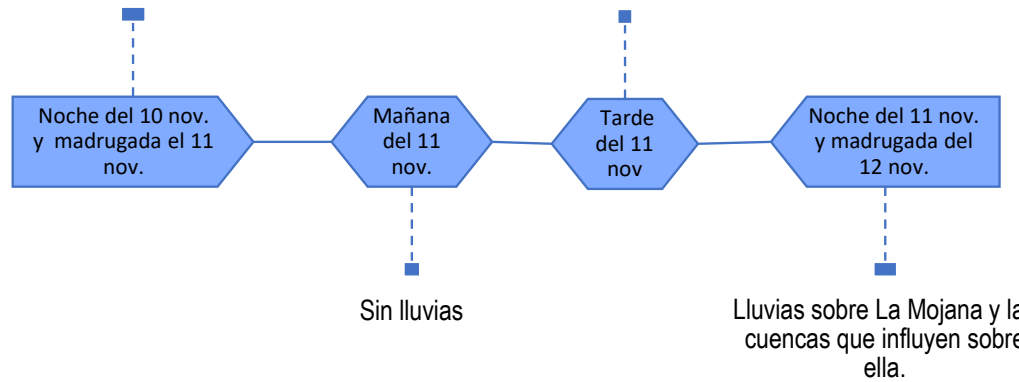 Noche del 10 nov.
y madrugada el 11
nov.
Mañana
del 11
nov.
Tarde
del 11
nov
Noche del 11 nov.
y madrugada del
12 nov.
Sin lluvias
Lluvias sobre La Mojana y
cuencas que influyen sobre
ella.